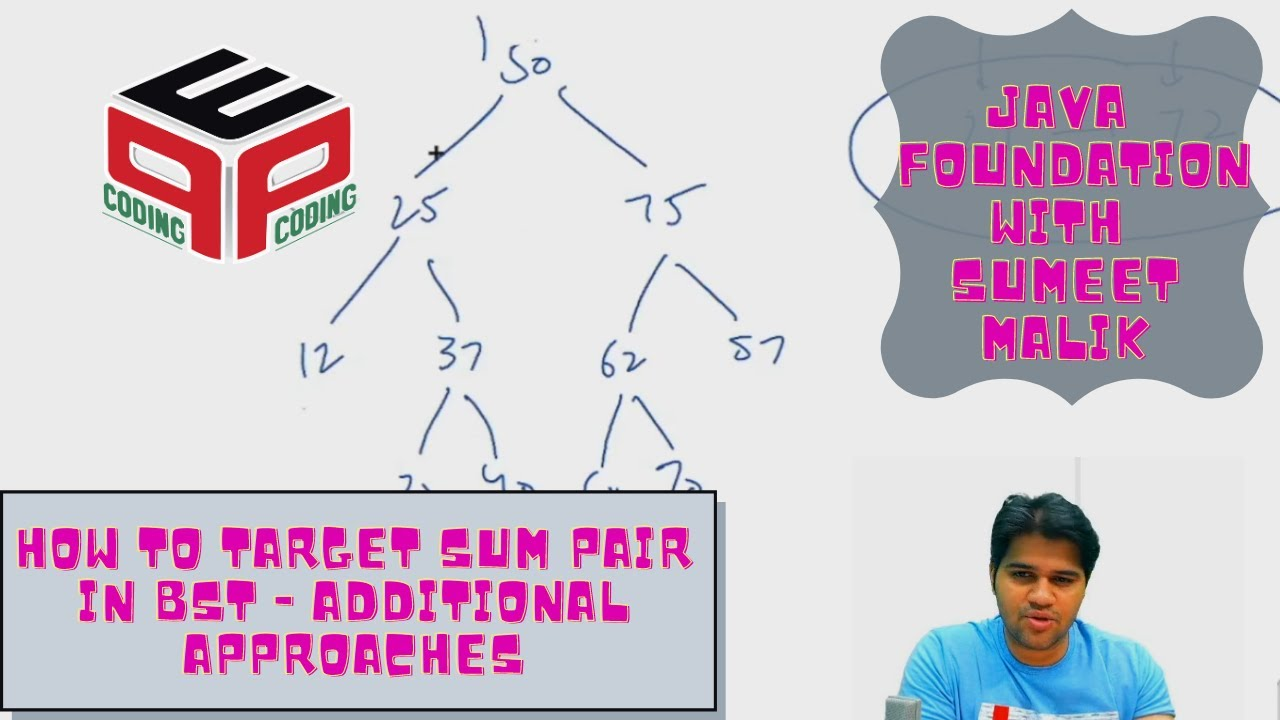 50
25 75
12 37 62 87
70
CODING
CODING
JAVA
FOUNDATION
WITH
SUMEET
MALIK
HOW TO TARGET SUM PAIR
IN BST - ADDITIONAL
APPROACHES